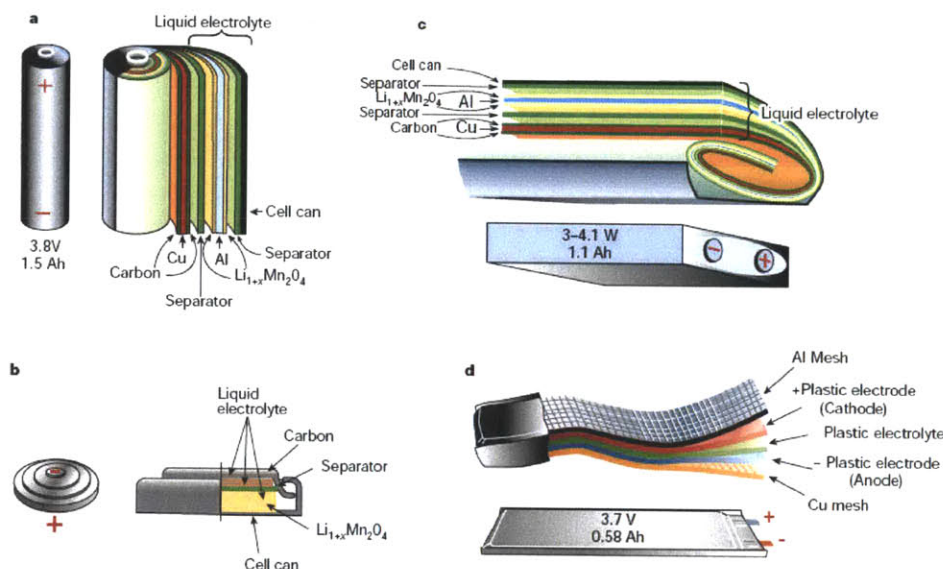 a
Liquid electrolyte
+
−
3.8V
1.5 Ah
Cell can
Separator
Carbon
Cu
Al
Li1+xMn2O4
Separator
c
Cell can
Separator
Li1+xMn2O4
Al
Separator
Carbon
Cu
Liquid electrolyte
3–4.1 W
1.1 Ah
−
+
b
Liquid
electrolyte
Carbon
Separator
Li1+xMn2O4
Cell can
−
+
d
Al Mesh
+Plastic electrode
(Cathode)
Plastic electrolyte
− Plastic electrode
(Anode)
Cu mesh
3.7 V
0.58 Ah
+
-